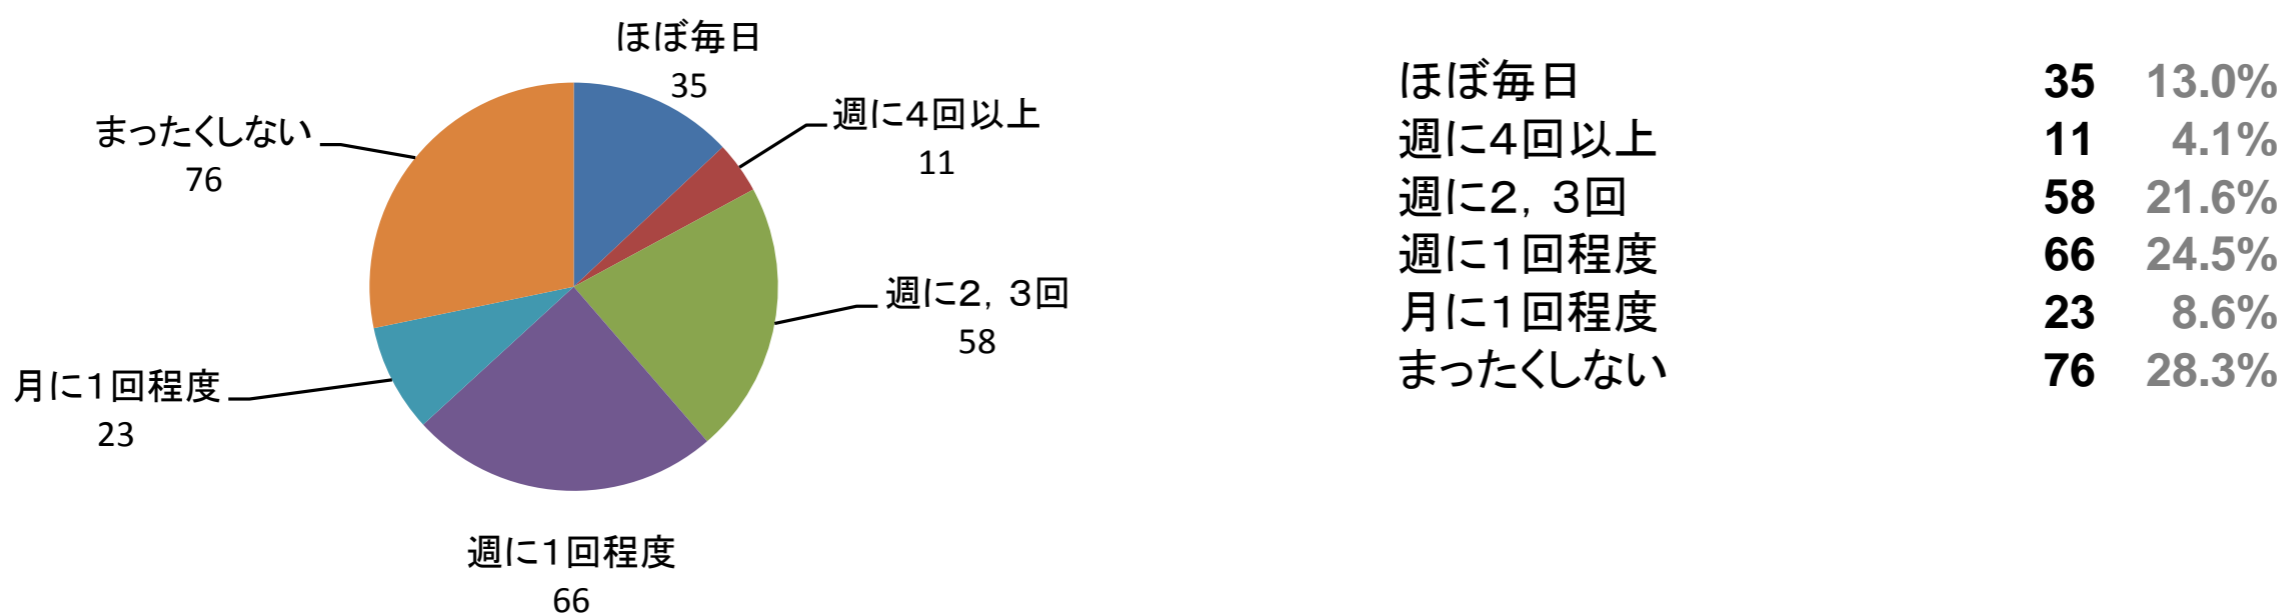 ほぼ毎日
35
週に4回以上
11
まったくしない
76
週に2，3回
58
月に1回程度
23
週に1回程度
66
ほぼ毎日 35 13.0%
週に4回以上 11 4.1%
週に2，3回 58 21.6%
週に1回程度 66 24.5%
月に1回程度 23 8.6%
まったくしない 76 28.3%